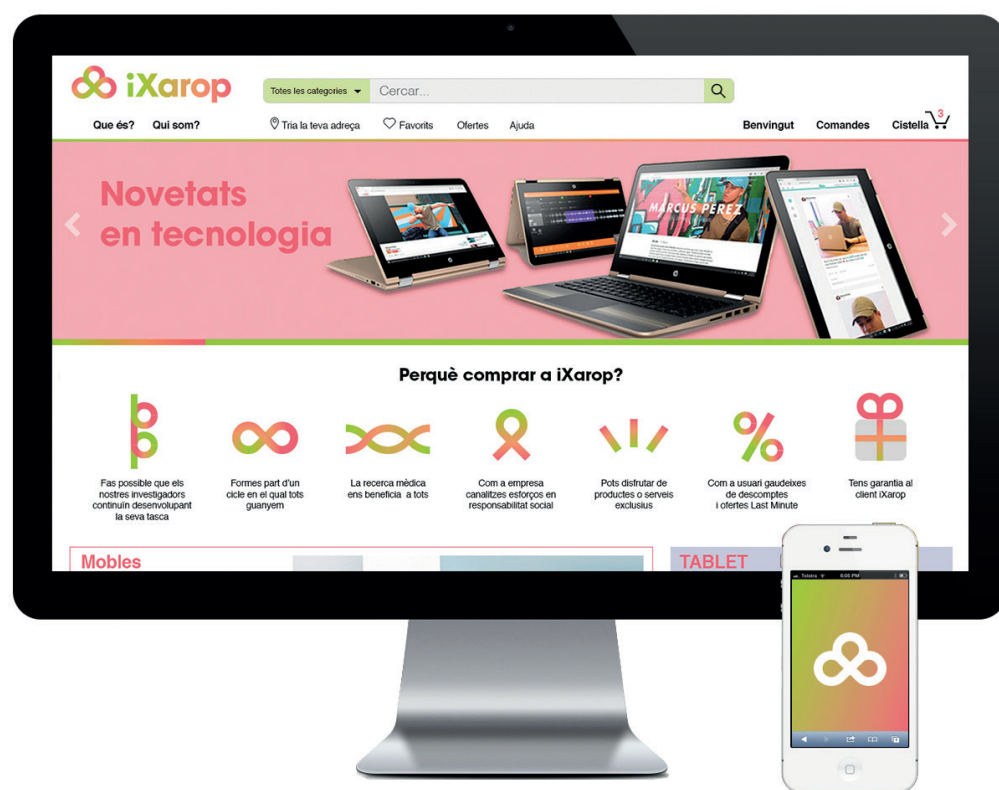 iXarop
Totes les categories
Cercar...
Que és?
Qui som?
Tria la teva adreça
Favorits
Ofertes
Ajuda
Benvingut
Comandes
Cistella
3
Novetats
en tecnologia
MARCUS PEREZ
Perquè comprar a iXarop?
Fas possible que els
nostres investigadors
continuïn desenvolupant
la seva tasca
Formes part d'un
cicle en el qual tots
guanyem
La recerca mèdica
ens beneficia a tots
Com a empresa
canalitzes esforços en
responsabilitat social
Pots disfrutar de
productes o serveis
exclusius
Com a usuari gaudeixes
de descomptes
i ofertes Last Minute
Tens garantia al
client iXarop
Mobles
TABLET
Telstra
6:05 PM